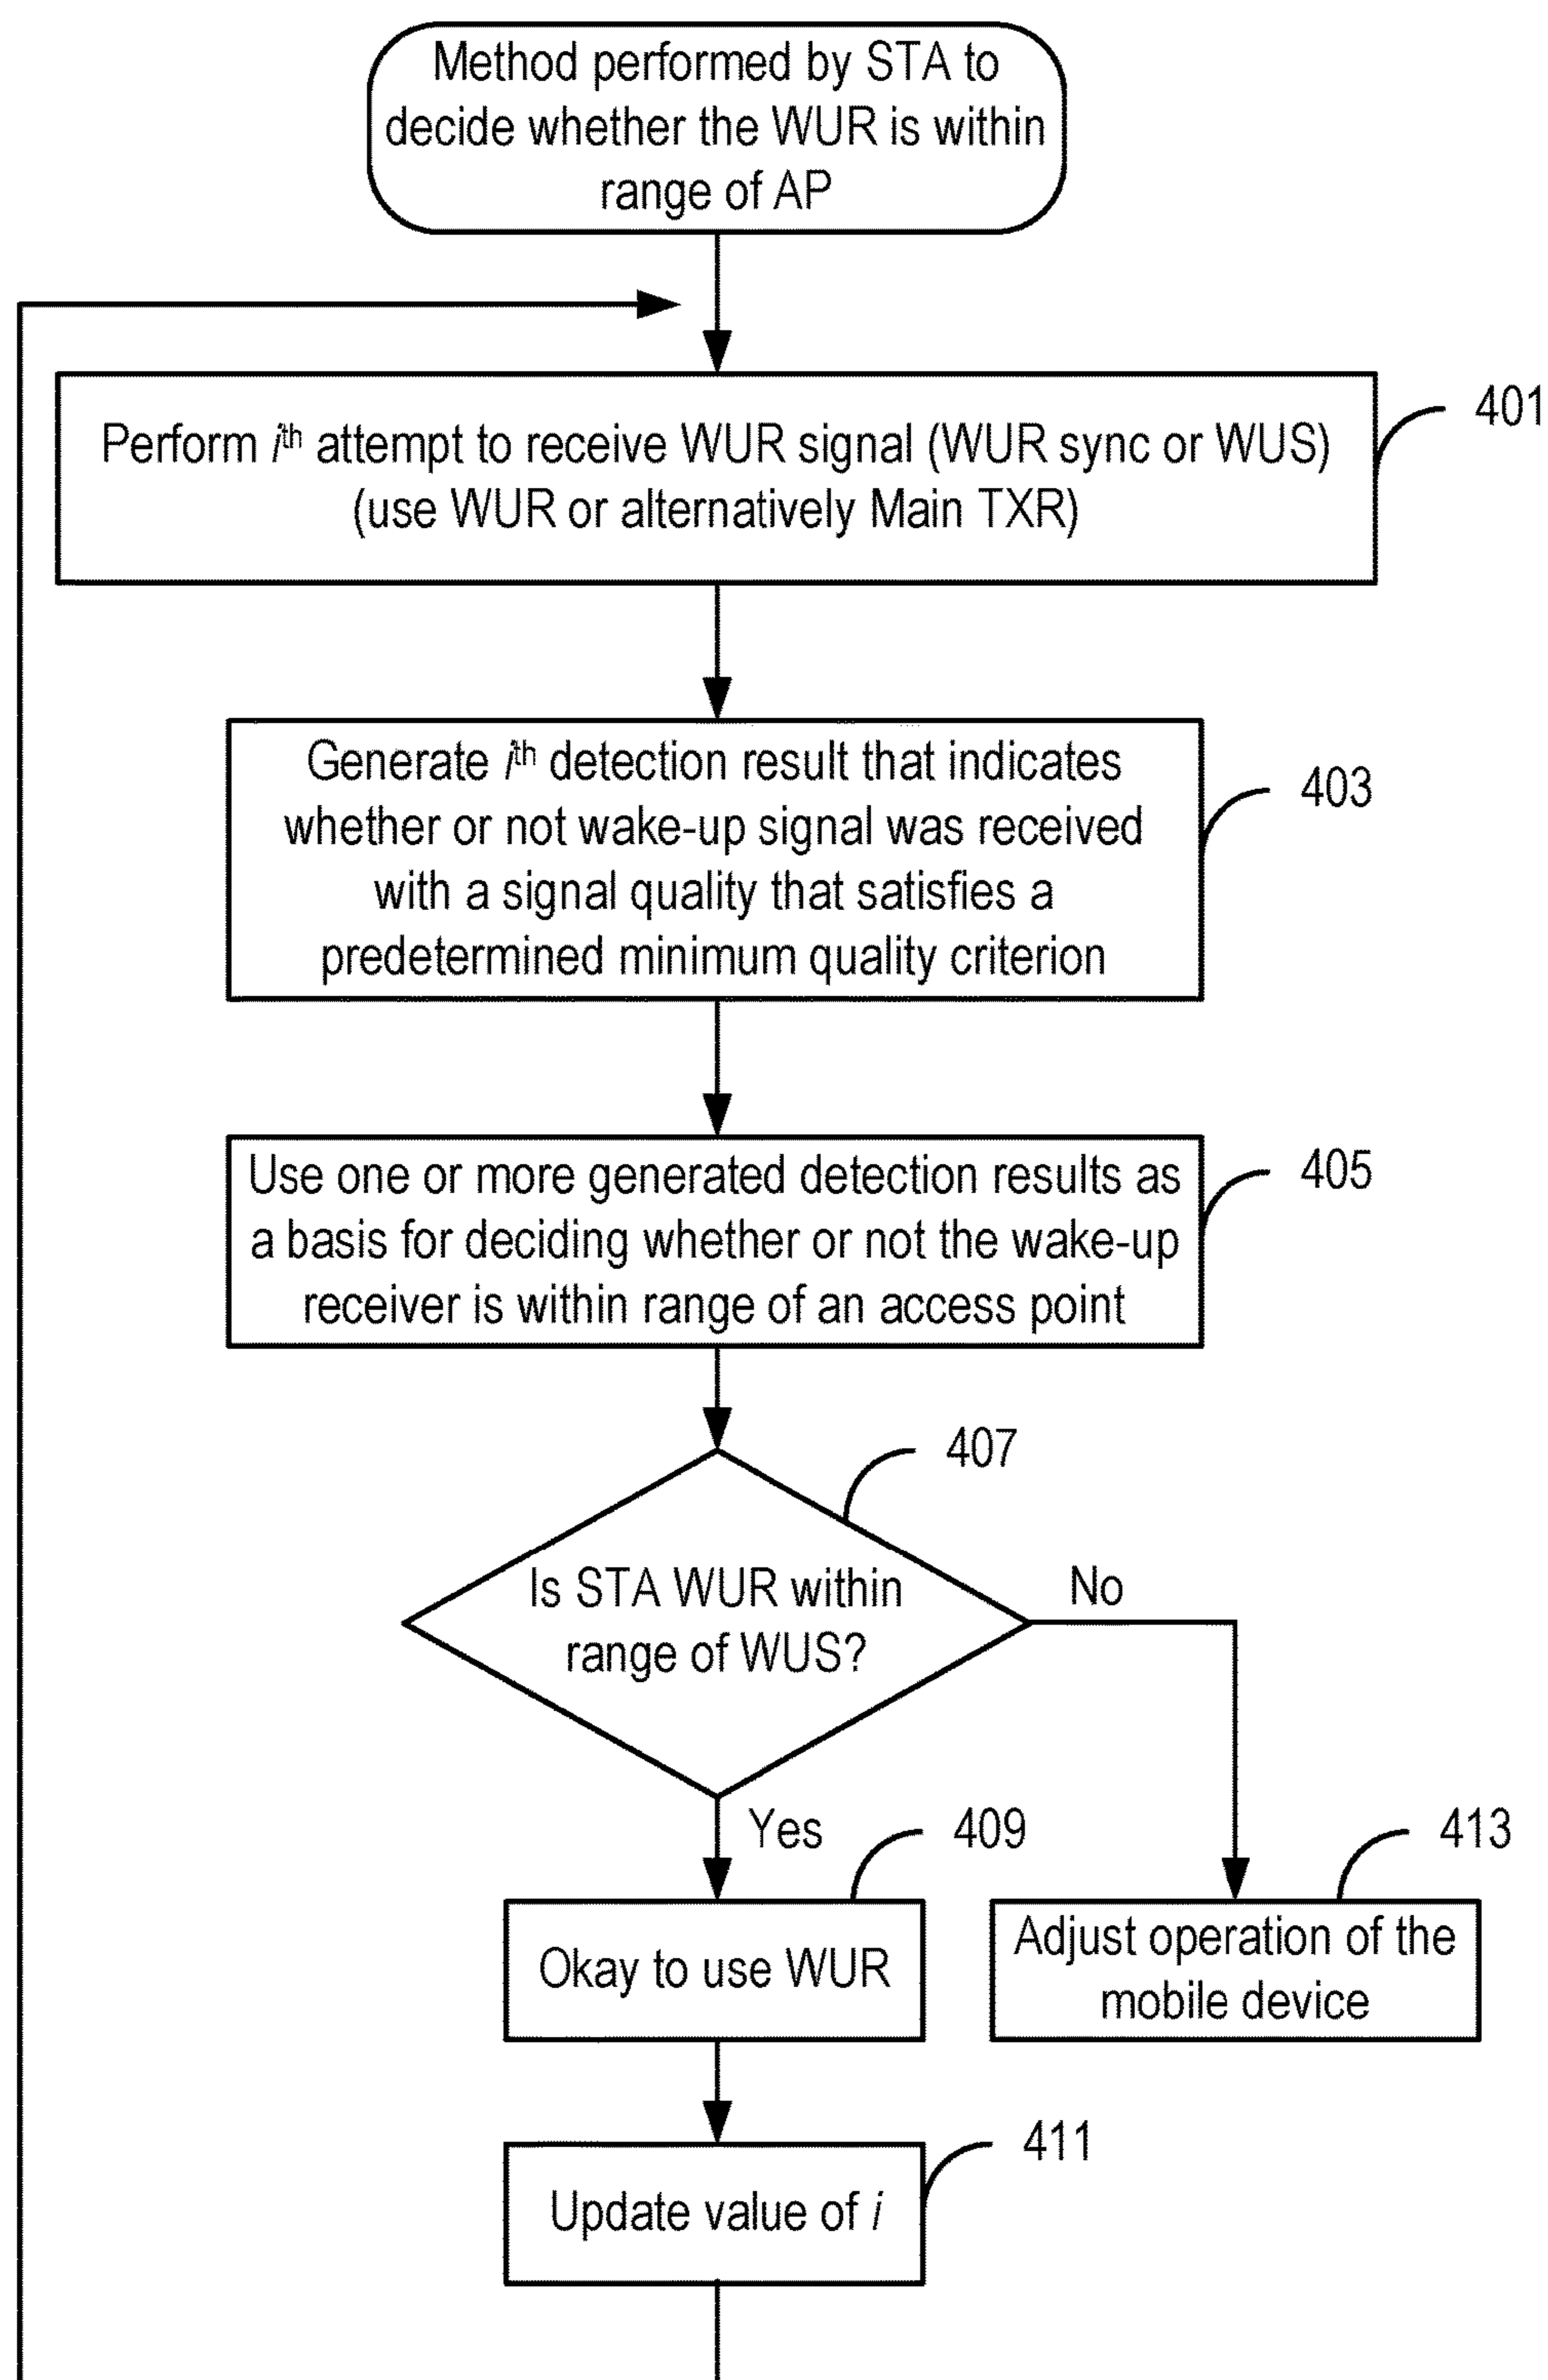 Method performed by STA to
decide whether the WUR is within
range of AP
Perform ith attempt to receive WUR signal (WUR sync or WUS)
(use WUR or alternatively Main TXR)
401
Generate ith detection result that indicates
whether or not wake-up signal was received
with a signal quality that satisfies a
predetermined minimum quality criterion
403
Use one or more generated detection results as
a basis for deciding whether or not the wake-up
receiver is within range of an access point
405
407
Is STA WUR within
range of WUS?
No
Yes
409
413
Okay to use WUR
Adjust operation of the
mobile device
411
Update value of i